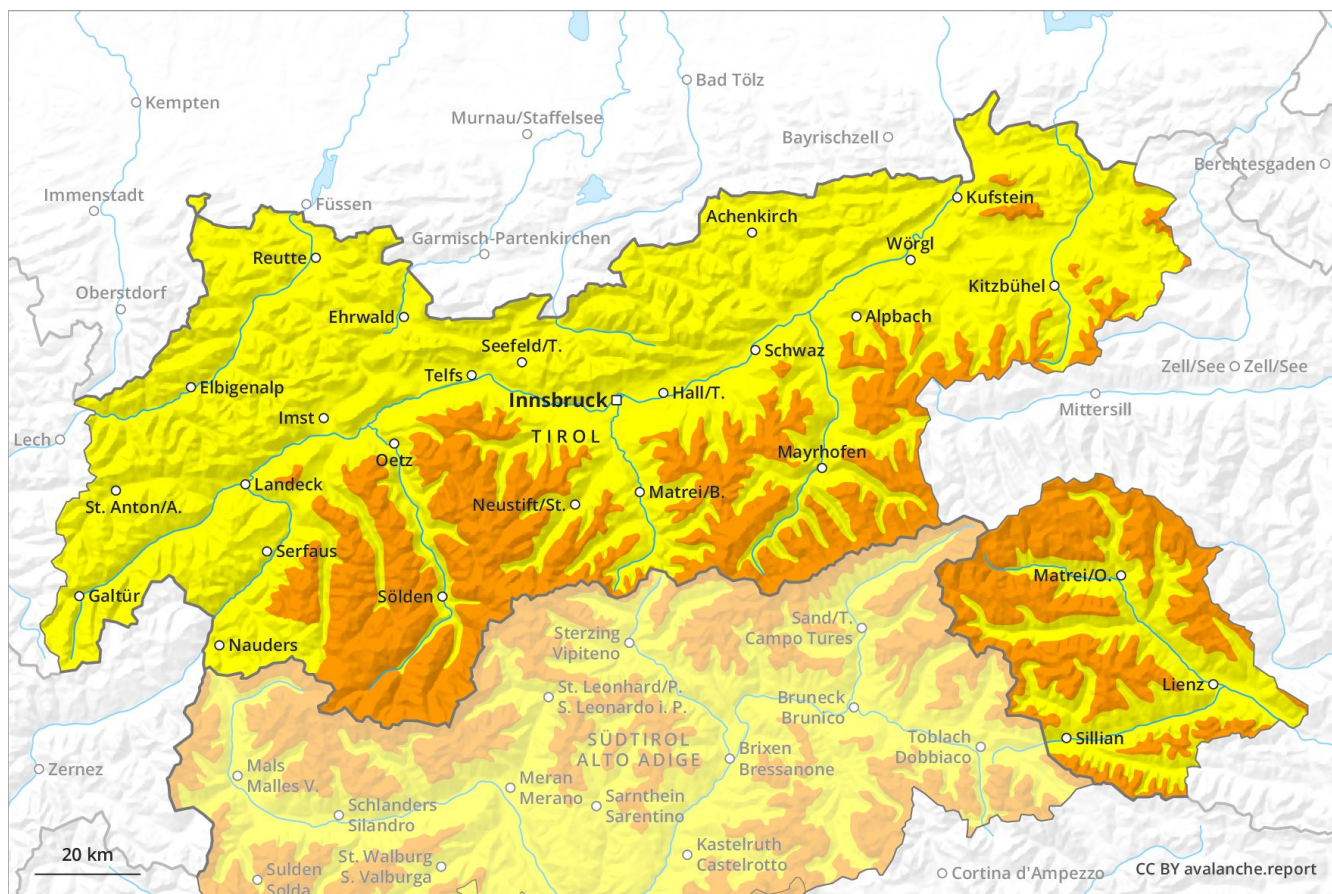 Kempten
Bad Tölz
Murnau/Staffelsee
Bayrischzell
Berchtesgaden
Immenstadt
Füssen
Kufstein
Achenkirch
Garmisch-Partenkirchen
Wörgl
Reutte
Oberstdorf
Kitzbühel
Ehrwald
Alpbach
Seefeld/T.
Schwaz
Zell/See
Zell/See
Telfs
Elbigenalp
Innsbruck
Hall/T.
Mittersill
Imst
Lech
TIROL
Oetz
Mayrhofen
Landeck
St. Anton/A.
Neustift/St.
Matrei/B.
Serfaus
Matrei/O.
Galtür
Sölden
Sand/T.
Campo Tures
Sterzing
Vipiteno
Nauders
Lienz
St. Leonhard/P.
S. Leonardo i. P.
Bruneck
Brunico
SÜDTIROL
ALTO ADIGE
Toblach
Dobbiaco
Sillian
Brixen
Bressanone
Zernez
Mals
Malles V.
Meran
Merano
Sarnthein
Sarentino
Schlanders
Silandro
Kastelruth
Castelrotto
20 km
St. Walburg
S. Valburga
Sulden
Solda
Cortina d'Ampezzo
CC BY avalanche.report